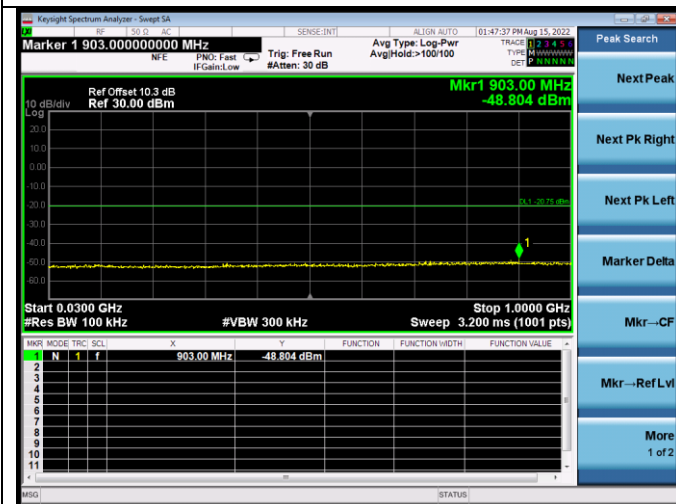 Keysight Spectrum Analyzer - Swept SA
RF 50 Ω AC SENSE:INT ALIGN AUTO 01:47:37 PM Aug 15, 2022
Marker 1 903.000000000 MHz
NFE PNO: Fast IFGain:Low
Trig: Free Run
#Atten: 30 dB
Avg Type: Log-Pwr
Avg|Hold:>100/100
TRACE 1 2 3 4 5 6
TYPE M W W W W W
DET P N N N N N
Peak Search
Ref Offset 10.3 dB
10 dB/div Ref 30.00 dBm
Log
Mkr1 903.00 MHz
-48.804 dBm
20.0
10.0
0.00
-10.0
-20.0
DL1 -20.75 dBm
-30.0
-40.0
1
-50.0
-60.0
Start 0.0300 GHz Stop 1.0000 GHz
#Res BW 100 kHz #VBW 300 kHz Sweep 3.200 ms (1001 pts)
MKR MODE TRC SCL X Y FUNCTION FUNCTION WIDTH FUNCTION VALUE
1 N 1 f 903.00 MHz -48.804 dBm
2
3
4
5
6
7
8
9
10
11
MSG STATUS
Next Peak
Next Pk Right
Next Pk Left
Marker Delta
Mkr→CF
Mkr→Ref Lvl
More
1 of 2